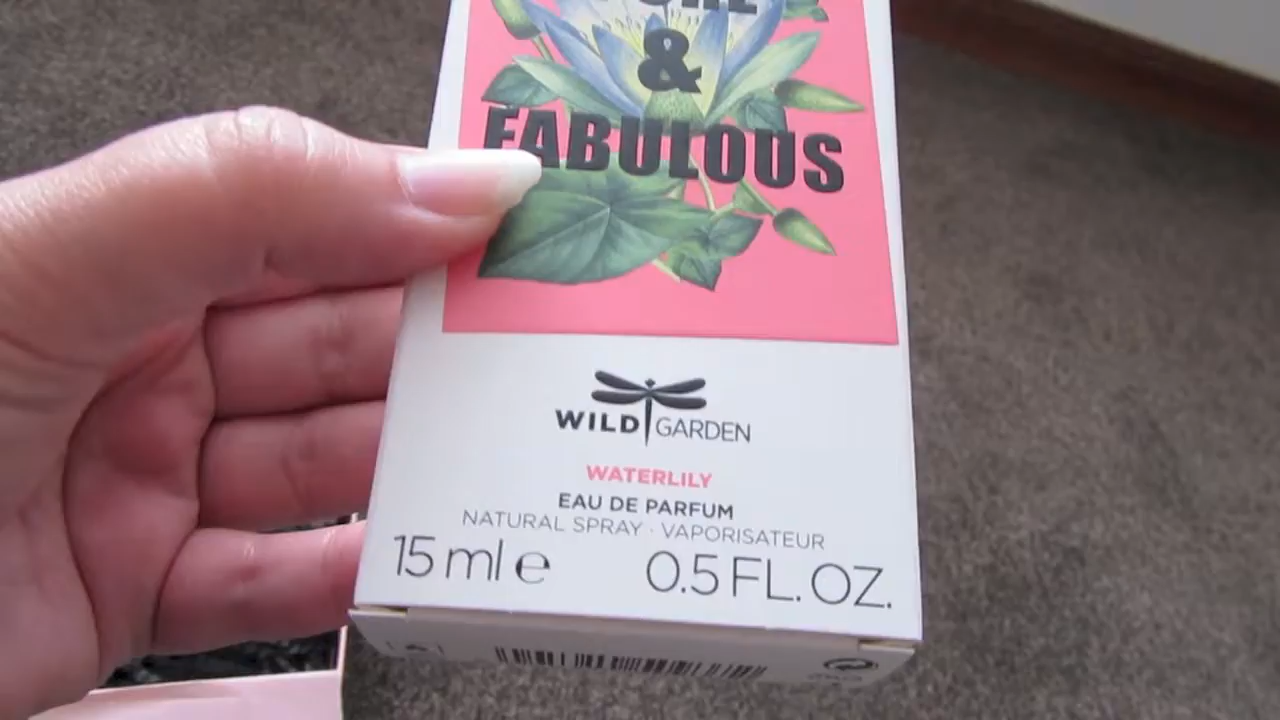 &
FABULOUS
WILD GARDEN
WATERLILY
EAU DE PARFUM
NATURAL SPRAY · VAPORISATEUR
15 ml e 0.5 FL. OZ.